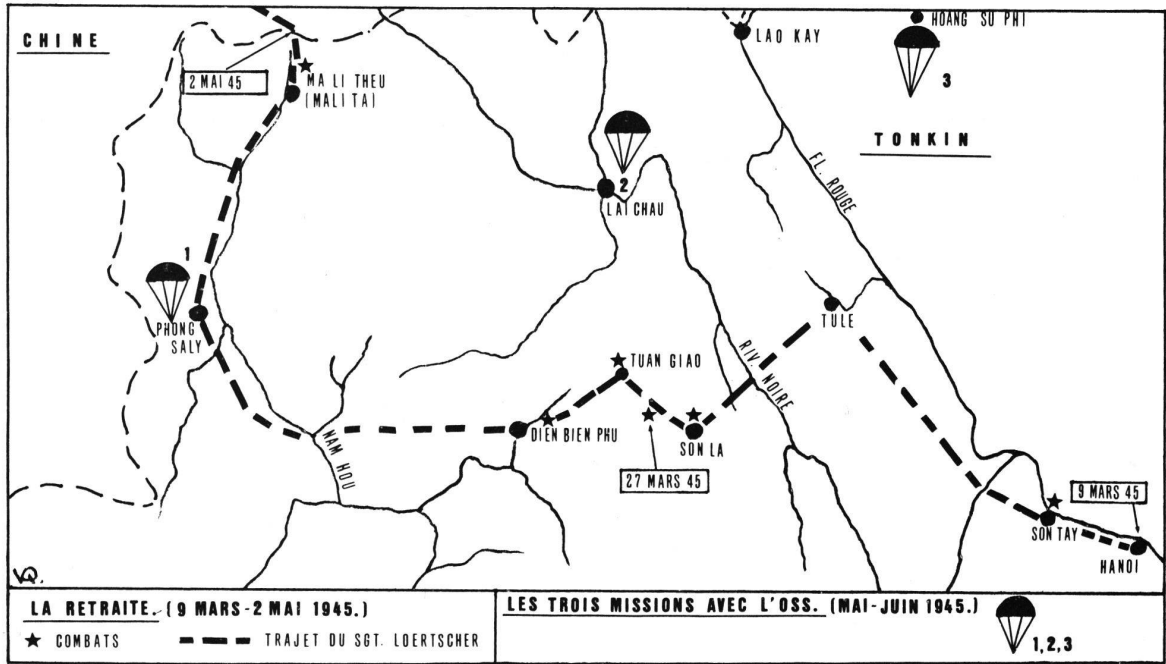 CHINE
HOANG SU PHI
LAO KAY
3
2 MAI 45
MA LI THEU
(MALI TA)
TONKIN
FL. ROUGE
2
LAI CHAU
1
PHONG
SALY
TULE
RIV. NOIRE
TUAN GIAO
DIEN BIEN PHU
SON LA
NAM HOU
27 MARS 45
9 MARS 45
SON TAY
HANOI
LA RETRAITE. (9 MARS-2 MAI 1945.)
★ COMBATS
TRAJET DU SGT. LOERTSCHER
LES TROIS MISSIONS AVEC L'OSS. (MAI-JUIN 1945.)
1,2,3